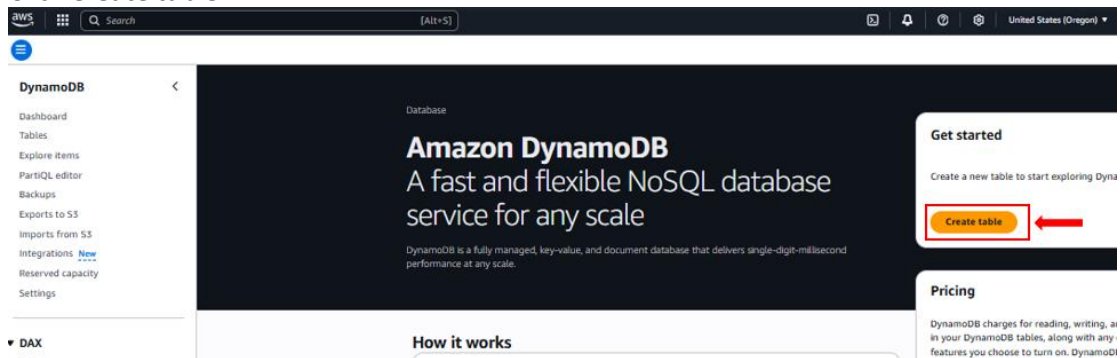 aws
Search
[Alt+S]
United States (Oregon)
DynamoDB
Dashboard
Tables
Explore items
PartiQL editor
Backups
Exports to S3
Imports from S3
Integrations New
Reserved capacity
Settings
DAX
Database
Amazon DynamoDB
A fast and flexible NoSQL database
service for any scale
DynamoDB is a fully managed, key-value, and document database that delivers single-digit-millisecond
performance at any scale.
How it works
Get started
Create a new table to start exploring Dyna
Create table
Pricing
DynamoDB charges for reading, writing, a
in your DynamoDB tables, along with any
features you choose to turn on. DynamoD